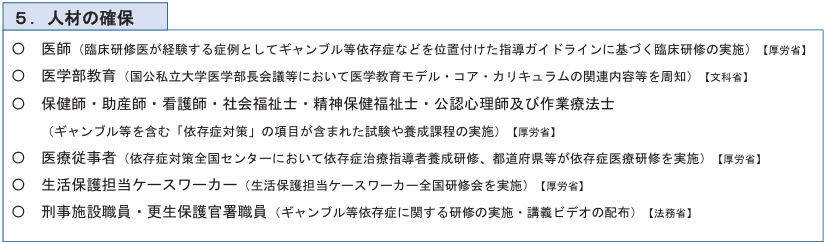 ５．人材の確保
○ 医師（臨床研修医が経験する症例としてギャンブル等依存症などを位置付けた指導ガイドラインに基づく臨床研修の実施）【厚労省】
○ 医学部教育（国公私立大学医学部長会議等において医学教育モデル・コア・カリキュラムの関連内容等を周知）【文科省】
○ 保健師・助産師・看護師・社会福祉士・精神保健福祉士・公認心理師及び作業療法士
（ギャンブル等を含む「依存症対策」の項目が含まれた試験や養成課程の実施）【厚労省】
○ 医療従事者（依存症対策全国センターにおいて依存症治療指導者養成研修、都道府県等が依存症医療研修を実施）【厚労省】
○ 生活保護担当ケースワーカー（生活保護担当ケースワーカー全国研修会を実施）【厚労省】
○ 刑事施設職員・更生保護官署職員（ギャンブル等依存症に関する研修の実施・講義ビデオの配布）【法務省】